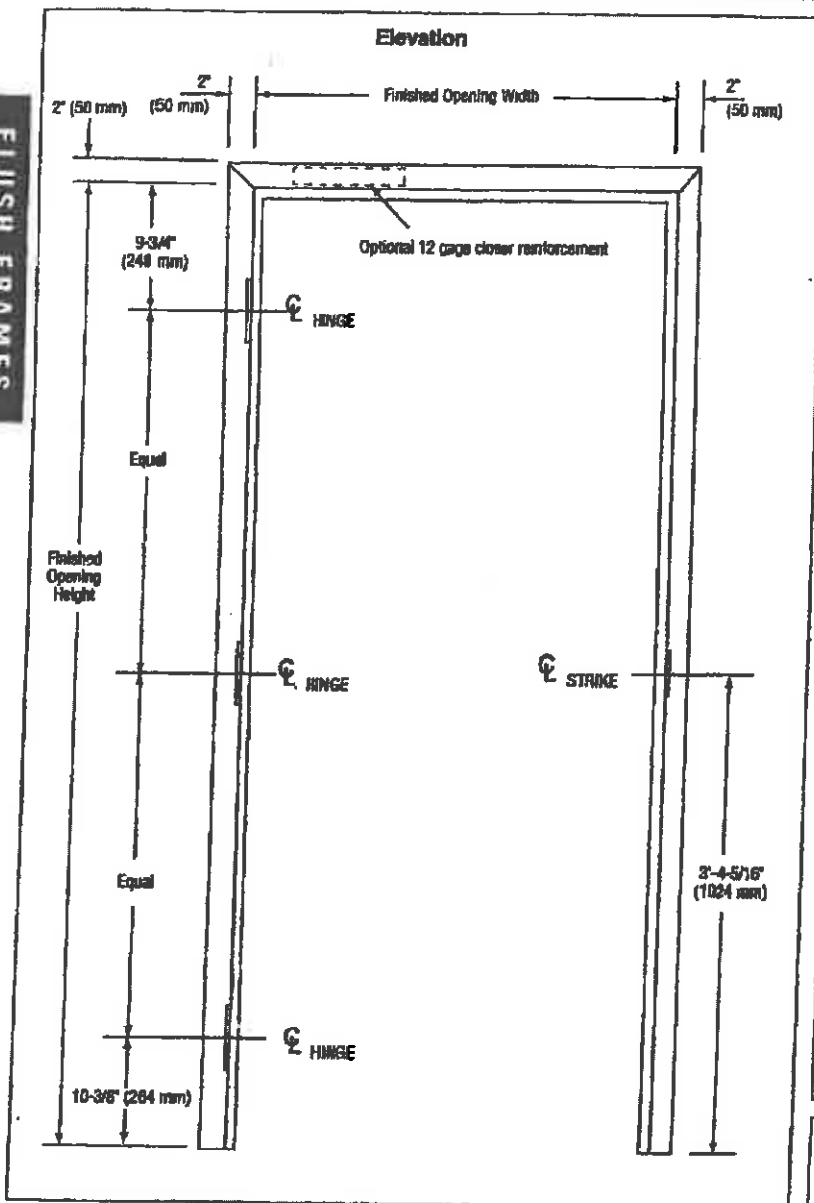 Elevation
FLUSH FRAMES
2"
(50 mm)
Finished Opening Width
2"
(50 mm)
2" (50 mm)
9-3/4"
(248 mm)
Optional 12 gage closer reinforcement
℄ HINGE
Equal
Finished
Opening
Height
℄ HINGE
℄ STRIKE
Equal
3'-4-5/16"
(1024 mm)
℄ HINGE
10-3/8" (264 mm)